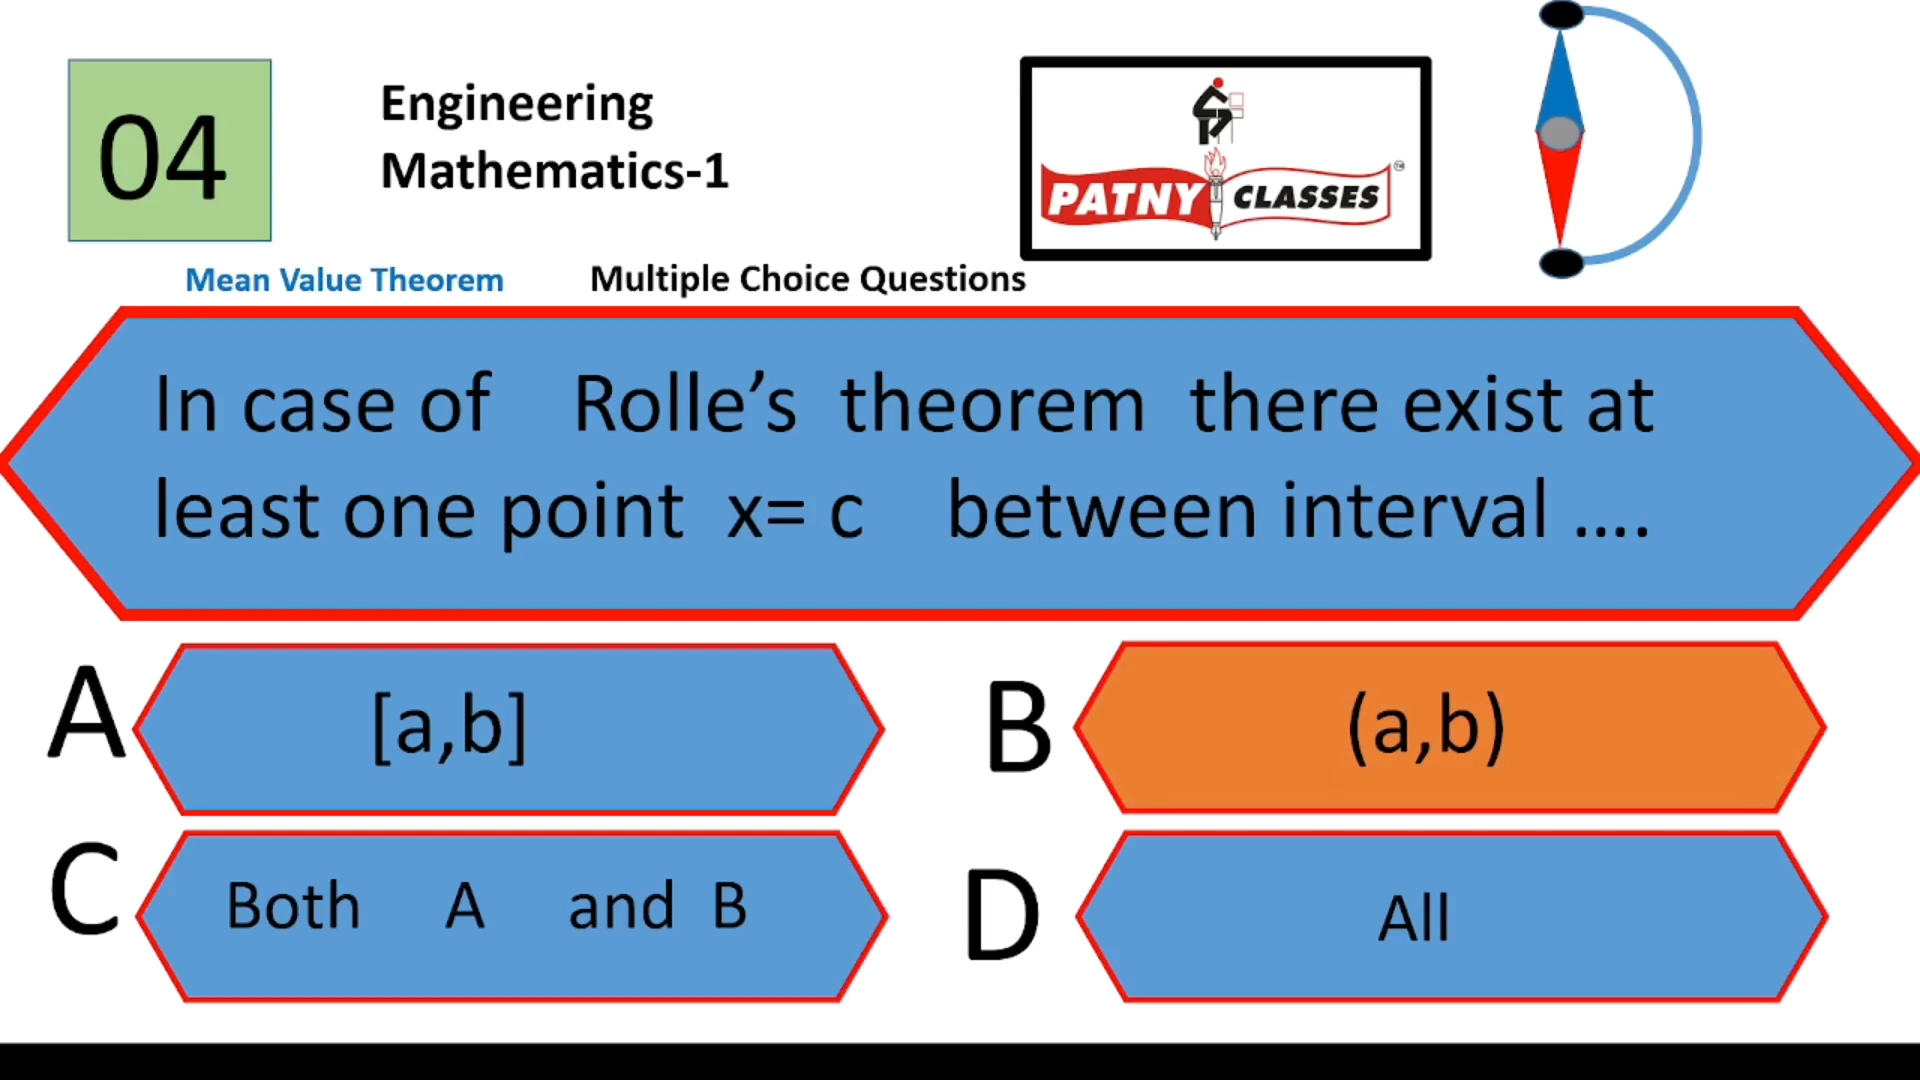 04
Engineering
Mathematics-1
PATNY CLASSES
TM
Mean Value Theorem Multiple Choice Questions
In case of Rolle’s theorem there exist at
least one point x= c between interval ....
A [a,b]
B (a,b)
C Both A and B
D All